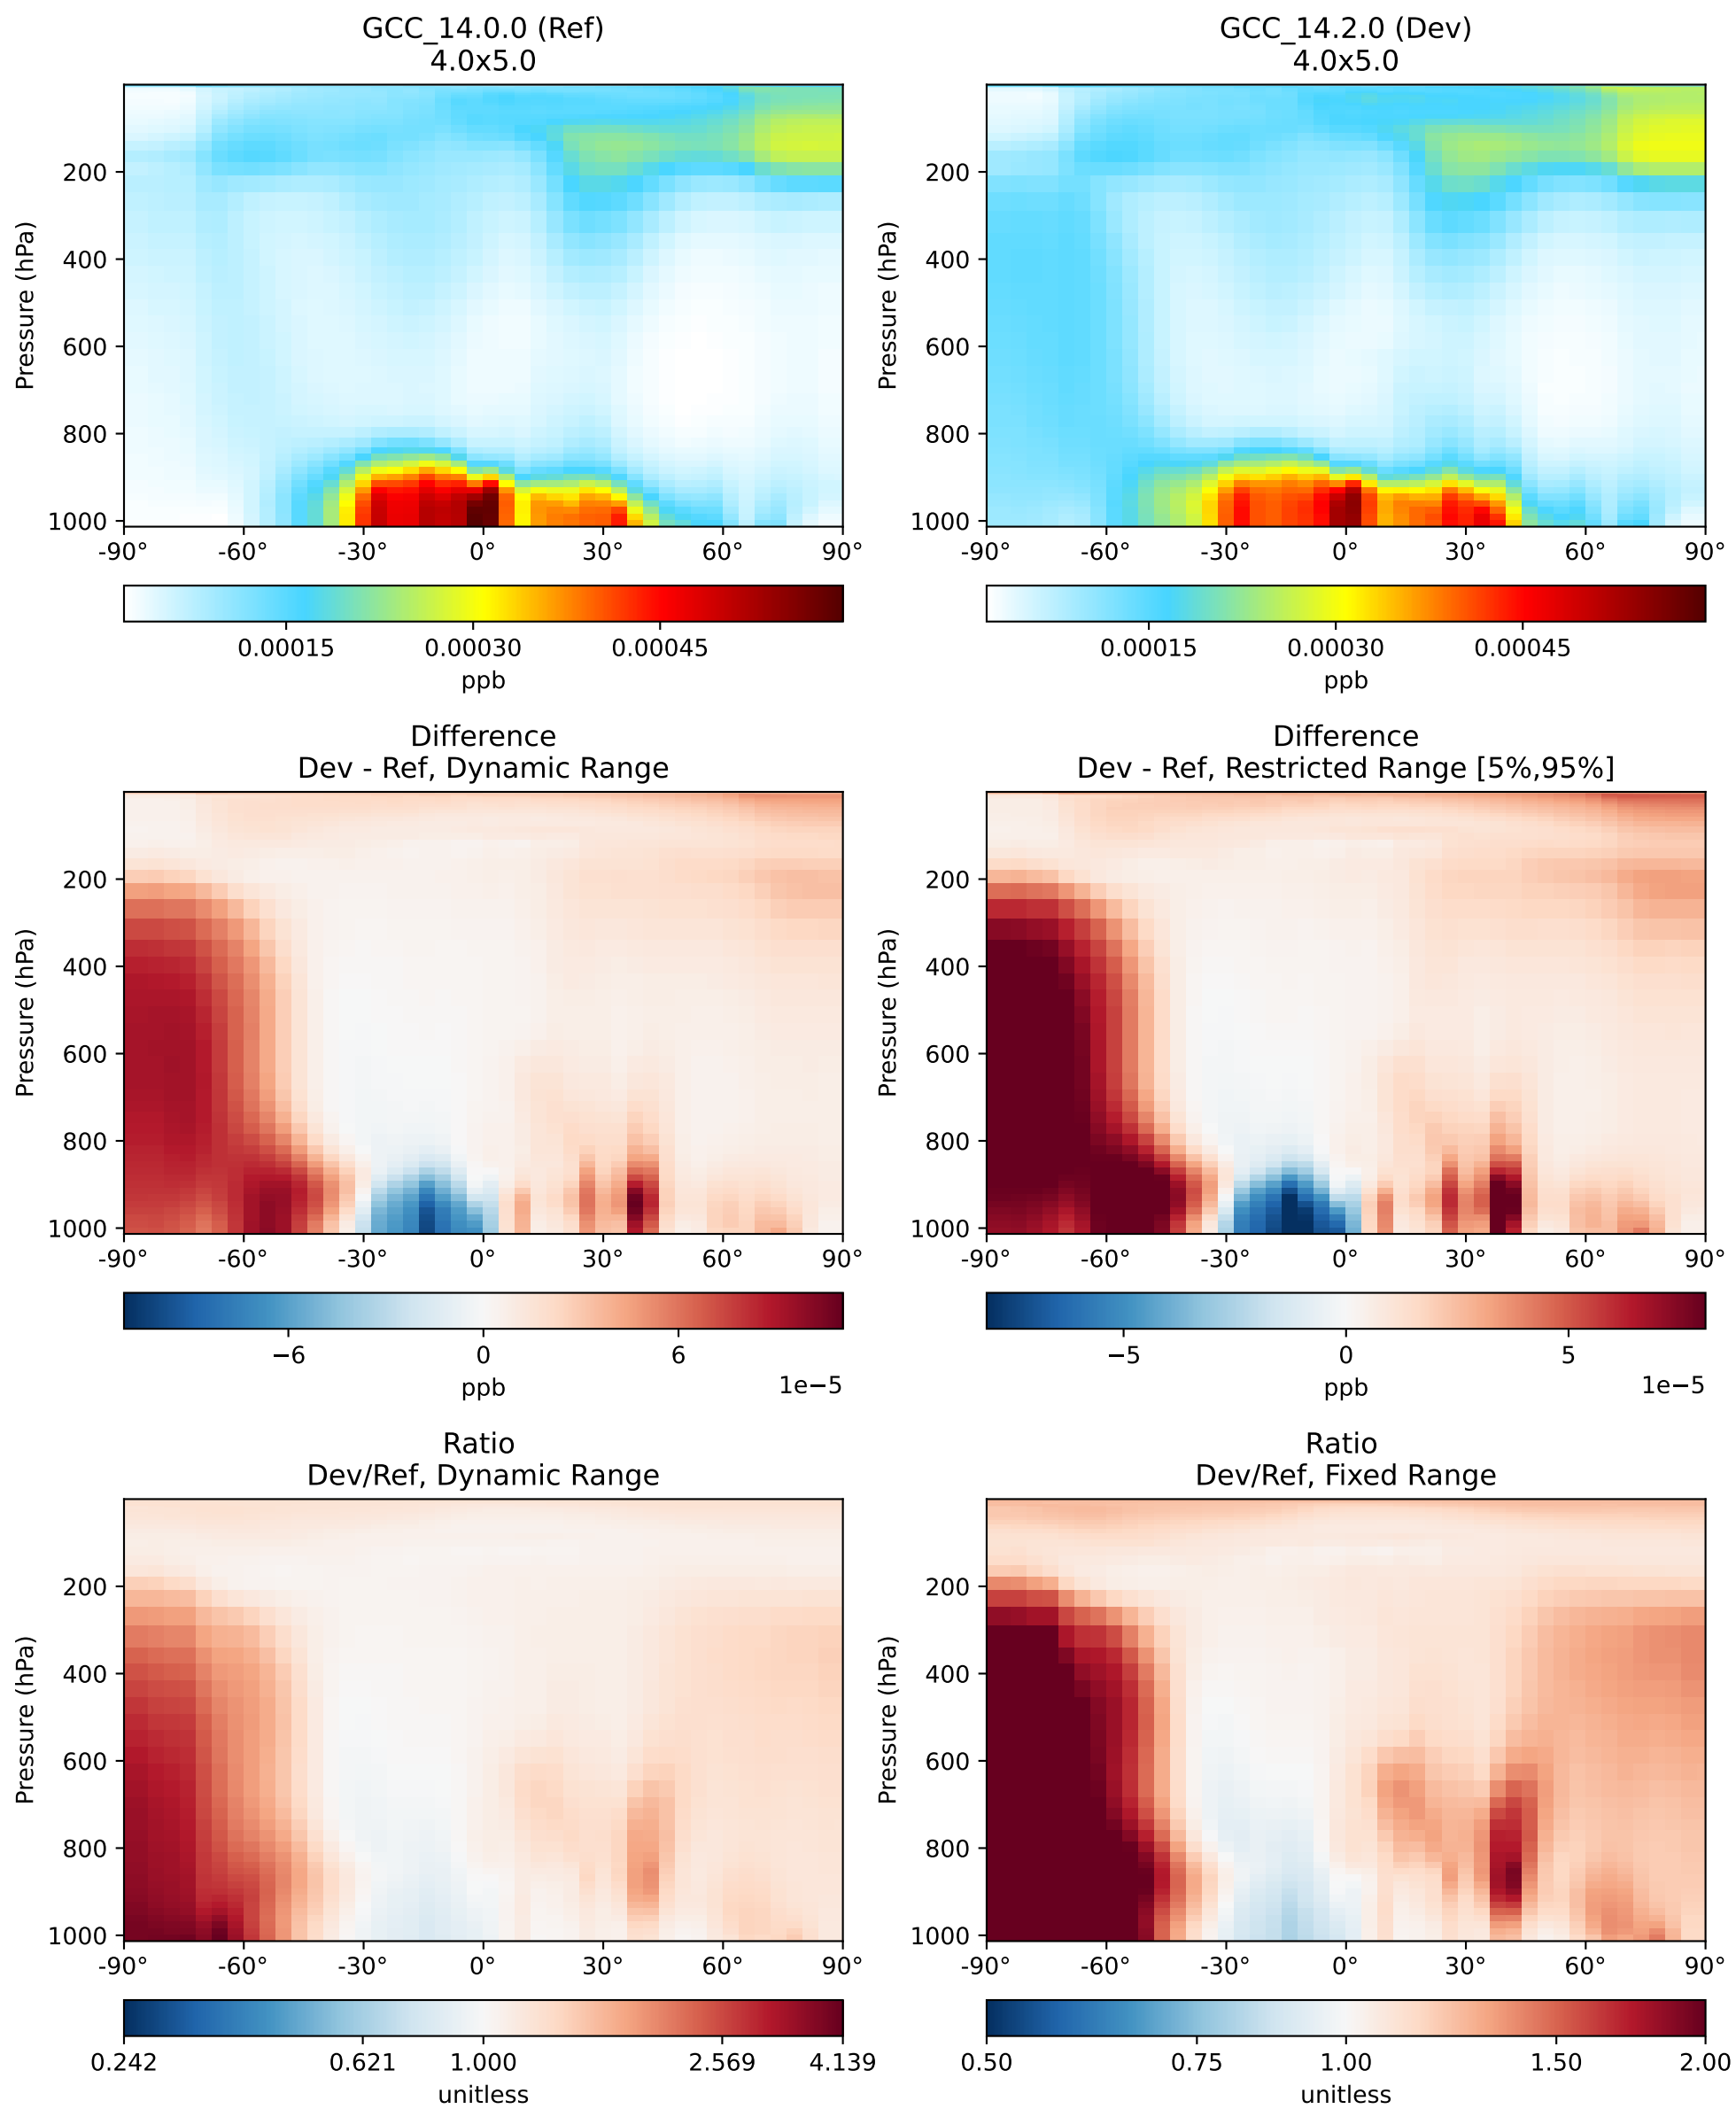 GCC_14.0.0 (Ref)
4.0x5.0
Pressure (hPa)
200
400
600
800
1000
-90° -60° -30° 0° 30° 60° 90°
0.00015 0.00030 0.00045
ppb
GCC_14.2.0 (Dev)
4.0x5.0
Pressure (hPa)
200
400
600
800
1000
-90° -60° -30° 0° 30° 60° 90°
0.00015 0.00030 0.00045
ppb
Difference
Dev - Ref, Dynamic Range
Pressure (hPa)
200
400
600
800
1000
-90° -60° -30° 0° 30° 60° 90°
−6 0 6
ppb 1e−5
Difference
Dev - Ref, Restricted Range [5%,95%]
Pressure (hPa)
200
400
600
800
1000
-90° -60° -30° 0° 30° 60° 90°
−5 0 5
ppb 1e−5
Ratio
Dev/Ref, Dynamic Range
Pressure (hPa)
200
400
600
800
1000
-90° -60° -30° 0° 30° 60° 90°
0.242 0.621 1.000 2.569 4.139
unitless
Ratio
Dev/Ref, Fixed Range
Pressure (hPa)
200
400
600
800
1000
-90° -60° -30° 0° 30° 60° 90°
0.50 0.75 1.00 1.50 2.00
unitless